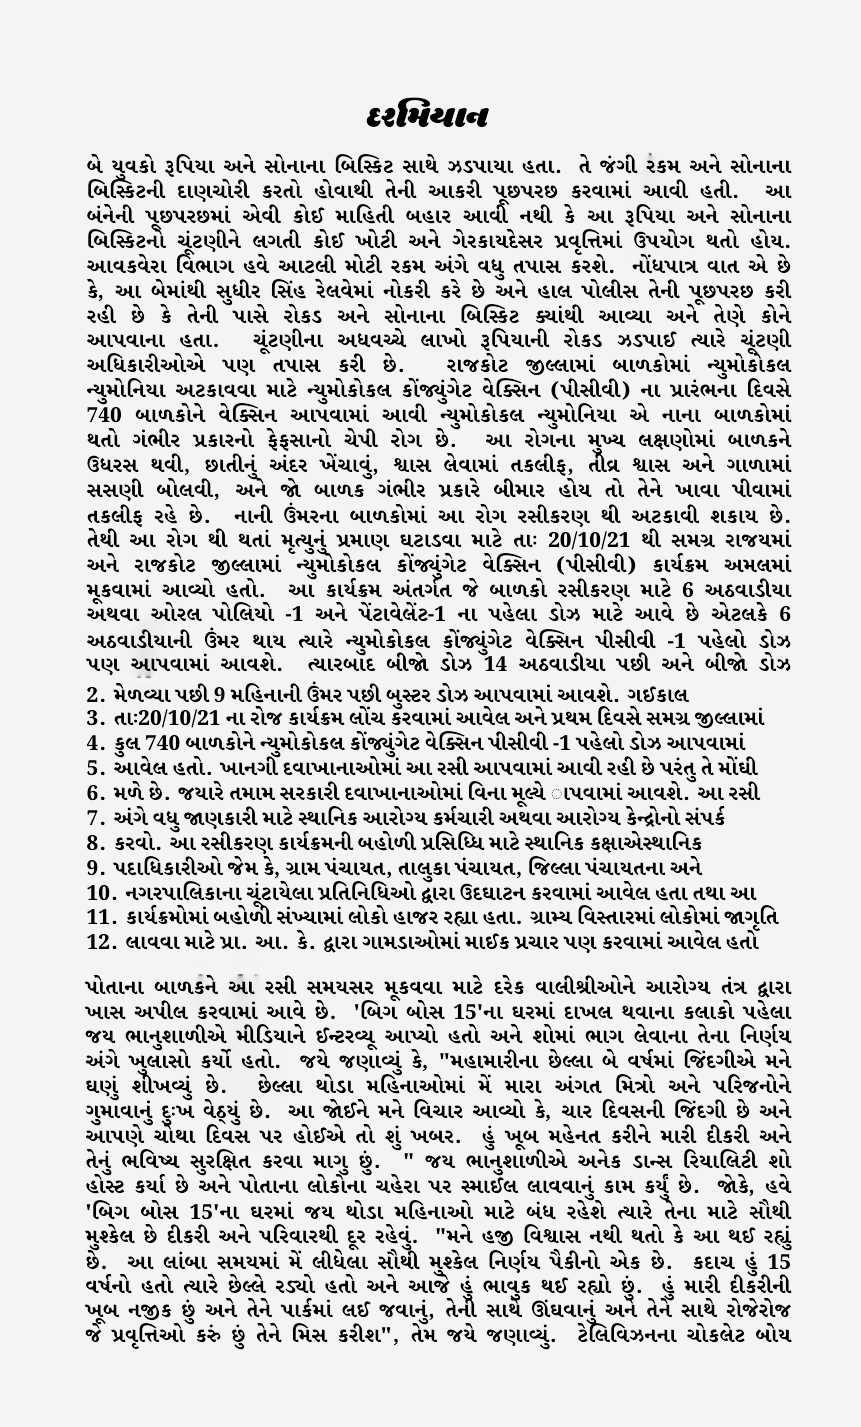 દરમિયાન
બે યુવકો રૂપિયા અને સોનાના બિસ્કિટ સાથે ઝડપાયા હતા. તે જંગી રકમ અને સોનાના
બિસ્કિટની દાણચોરી કરતો હોવાથી તેની આકરી પૂછપરછ કરવામાં આવી હતી. આ
બંનેની પૂછપરછમાં એવી કોઈ માહિતી બહાર આવી નથી કે આ રૂપિયા અને સોનાના
બિસ્કિટનો ચૂંટણીને લગતી કોઈ ખોટી અને ગેરકાયદેસર પ્રવૃત્તિમાં ઉપયોગ થતો હોય.
આવકવેરા વિભાગ હવે આટલી મોટી રકમ અંગે વધુ તપાસ કરશે. નોંધપાત્ર વાત એ છે
કે, આ બેમાંથી સુધીર સિંહ રેલવેમાં નોકરી કરે છે અને હાલ પોલીસ તેની પૂછપરછ કરી
રહી છે કે તેની પાસે રોકડ અને સોનાના બિસ્કિટ ક્યાંથી આવ્યા અને તેણે કોને
આપવાના હતા. ચૂંટણીના અધવચ્ચે લાખો રૂપિયાની રોકડ ઝડપાઈ ત્યારે ચૂંટણી
અધિકારીઓએ પણ તપાસ કરી છે. રાજકોટ જીલ્લામાં બાળકોમાં ન્યુમોકોકલ
ન્યુમોનિયા અટકાવવા માટે ન્યુમોકોકલ કોંજ્યુંગેટ વેક્સિન (પીસીવી) ના પ્રારંભના દિવસે
740 બાળકોને વેક્સિન આપવામાં આવી ન્યુમોકોકલ ન્યુમોનિયા એ નાના બાળકોમાં
થતો ગંભીર પ્રકારનો ફેફસાનો ચેપી રોગ છે. આ રોગના મુખ્ય લક્ષણોમાં બાળકને
ઉધરસ થવી, છાતીનું અંદર ખેંચાવું, શ્વાસ લેવામાં તકલીફ, તીવ્ર શ્વાસ અને ગાળામાં
સસણી બોલવી, અને જો બાળક ગંભીર પ્રકારે બીમાર હોય તો તેને ખાવા પીવામાં
તકલીફ રહે છે. નાની ઉંમરના બાળકોમાં આ રોગ રસીકરણ થી અટકાવી શકાય છે.
તેથી આ રોગ થી થતાં મૃત્યુનું પ્રમાણ ઘટાડવા માટે તાઃ 20/10/21 થી સમગ્ર રાજ્યમાં
અને રાજકોટ જીલ્લામાં ન્યુમોકોકલ કોંજ્યુંગેટ વેક્સિન (પીસીવી) કાર્યક્રમ અમલમાં
મૂકવામાં આવ્યો હતો. આ કાર્યક્રમ અંતર્ગત જે બાળકો રસીકરણ માટે 6 અઠવાડીયા
અથવા ઓરલ પોલિયો -1 અને પેંટાવેલેંટ-1 ના પહેલા ડોઝ માટે આવે છે એટલકે 6
અઠવાડીયાની ઉંમર થાય ત્યારે ન્યુમોકોકલ કોંજ્યુંગેટ વેક્સિન પીસીવી -1 પહેલો ડોઝ
પણ આપવામાં આવશે. ત્યારબાદ બીજો ડોઝ 14 અઠવાડીયા પછી અને બીજો ડોઝ
2. મેળવ્યા પછી 9 મહિનાની ઉંમર પછી બુસ્ટર ડોઝ આપવામાં આવશે. ગઈકાલ
3. તાઃ20/10/21 ના રોજ કાર્યક્રમ લોંચ કરવામાં આવેલ અને પ્રથમ દિવસે સમગ્ર જીલ્લામાં
4. કુલ 740 બાળકોને ન્યુમોકોકલ કોંજ્યુંગેટ વેક્સિન પીસીવી -1 પહેલો ડોઝ આપવામાં
5. આવેલ હતો. ખાનગી દવાખાનાઓમાં આ રસી આપવામાં આવી રહી છે પરંતુ તે મોંઘી
6. મળે છે. જયારે તમામ સરકારી દવાખાનાઓમાં વિના મૂલ્યે ાપવામાં આવશે. આ રસી
7. અંગે વધુ જાણકારી માટે સ્થાનિક આરોગ્ય કર્મચારી અથવા આરોગ્ય કેન્દ્રોનો સંપર્ક
8. કરવો. આ રસીકરણ કાર્યક્રમની બહોળી પ્રસિધ્ધિ માટે સ્થાનિક કક્ષાએસ્થાનિક
9. પદાધિકારીઓ જેમ કે, ગ્રામ પંચાયત, તાલુકા પંચાયત, જિલ્લા પંચાયતના અને
10. નગરપાલિકાના ચૂંટાયેલા પ્રતિનિધિઓ દ્વારા ઉદઘાટન કરવામાં આવેલ હતા તથા આ
11. કાર્યક્રમોમાં બહોળી સંખ્યામાં લોકો હાજર રહ્યા હતા. ગ્રામ્ય વિસ્તારમાં લોકોમાં જાગૃતિ
12. લાવવા માટે પ્રા. આ. કે. દ્વારા ગામડાઓમાં માઈક પ્રચાર પણ કરવામાં આવેલ હતો
પોતાના બાળકને આ રસી સમયસર મૂકવવા માટે દરેક વાલીશ્રીઓને આરોગ્ય તંત્ર દ્વારા
ખાસ અપીલ કરવામાં આવે છે. 'બિગ બોસ 15'ના ઘરમાં દાખલ થવાના કલાકો પહેલા
જય ભાનુશાળીએ મીડિયાને ઈન્ટરવ્યૂ આપ્યો હતો અને શોમાં ભાગ લેવાના તેના નિર્ણય
અંગે ખુલાસો કર્યો હતો. જયે જણાવ્યું કે, "મહામારીના છેલ્લા બે વર્ષમાં જિંદગીએ મને
ઘણું શીખવ્યું છે. છેલ્લા થોડા મહિનાઓમાં મેં મારા અંગત મિત્રો અને પરિજનોને
ગુમાવાનું દુઃખ વેઠ્યું છે. આ જોઈને મને વિચાર આવ્યો કે, ચાર દિવસની જિંદગી છે અને
આપણે ચોથા દિવસ પર હોઈએ તો શું ખબર. હું ખૂબ મહેનત કરીને મારી દીકરી અને
તેનું ભવિષ્ય સુરક્ષિત કરવા માગુ છું. " જય ભાનુશાળીએ અનેક ડાન્સ રિયાલિટી શો
હોસ્ટ કર્યા છે અને પોતાના લોકોના ચહેરા પર સ્માઈલ લાવવાનું કામ કર્યું છે. જોકે, હવે
'બિગ બોસ 15'ના ઘરમાં જય થોડા મહિનાઓ માટે બંધ રહેશે ત્યારે તેના માટે સૌથી
મુશ્કેલ છે દીકરી અને પરિવારથી દૂર રહેવું. "મને હજી વિશ્વાસ નથી થતો કે આ થઈ રહ્યું
છે. આ લાંબા સમયમાં મેં લીધેલા સૌથી મુશ્કેલ નિર્ણય પૈકીનો એક છે. કદાચ હું 15
વર્ષનો હતો ત્યારે છેલ્લે રડ્યો હતો અને આજે હું ભાવુક થઈ રહ્યો છું. હું મારી દીકરીની
ખૂબ નજીક છું અને તેને પાર્કમાં લઈ જવાનું, તેની સાથે ઊંઘવાનું અને તેને સાથે રોજેરોજ
જે પ્રવૃત્તિઓ કરું છું તેને મિસ કરીશ", તેમ જયે જણાવ્યું. ટેલિવિઝનના ચોકલેટ બોય